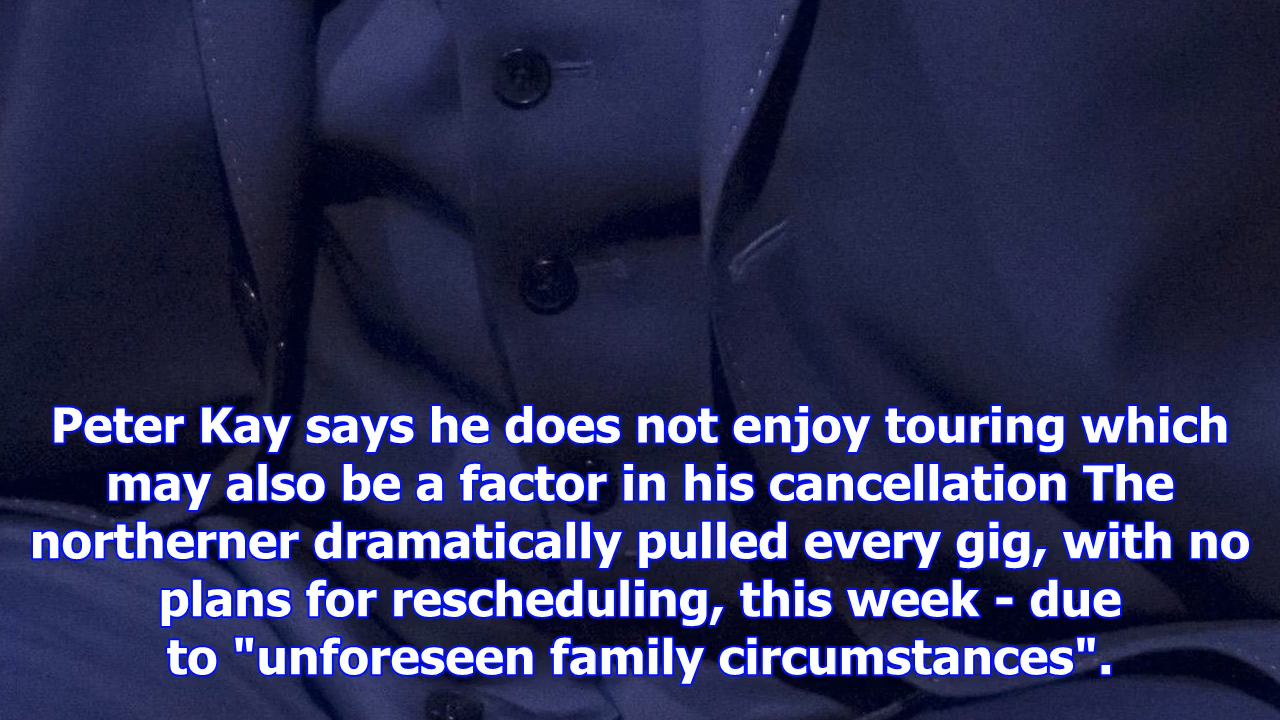 Peter Kay says he does not enjoy touring which
may also be a factor in his cancellation The
northerner dramatically pulled every gig, with no
plans for rescheduling, this week - due
to "unforeseen family circumstances".